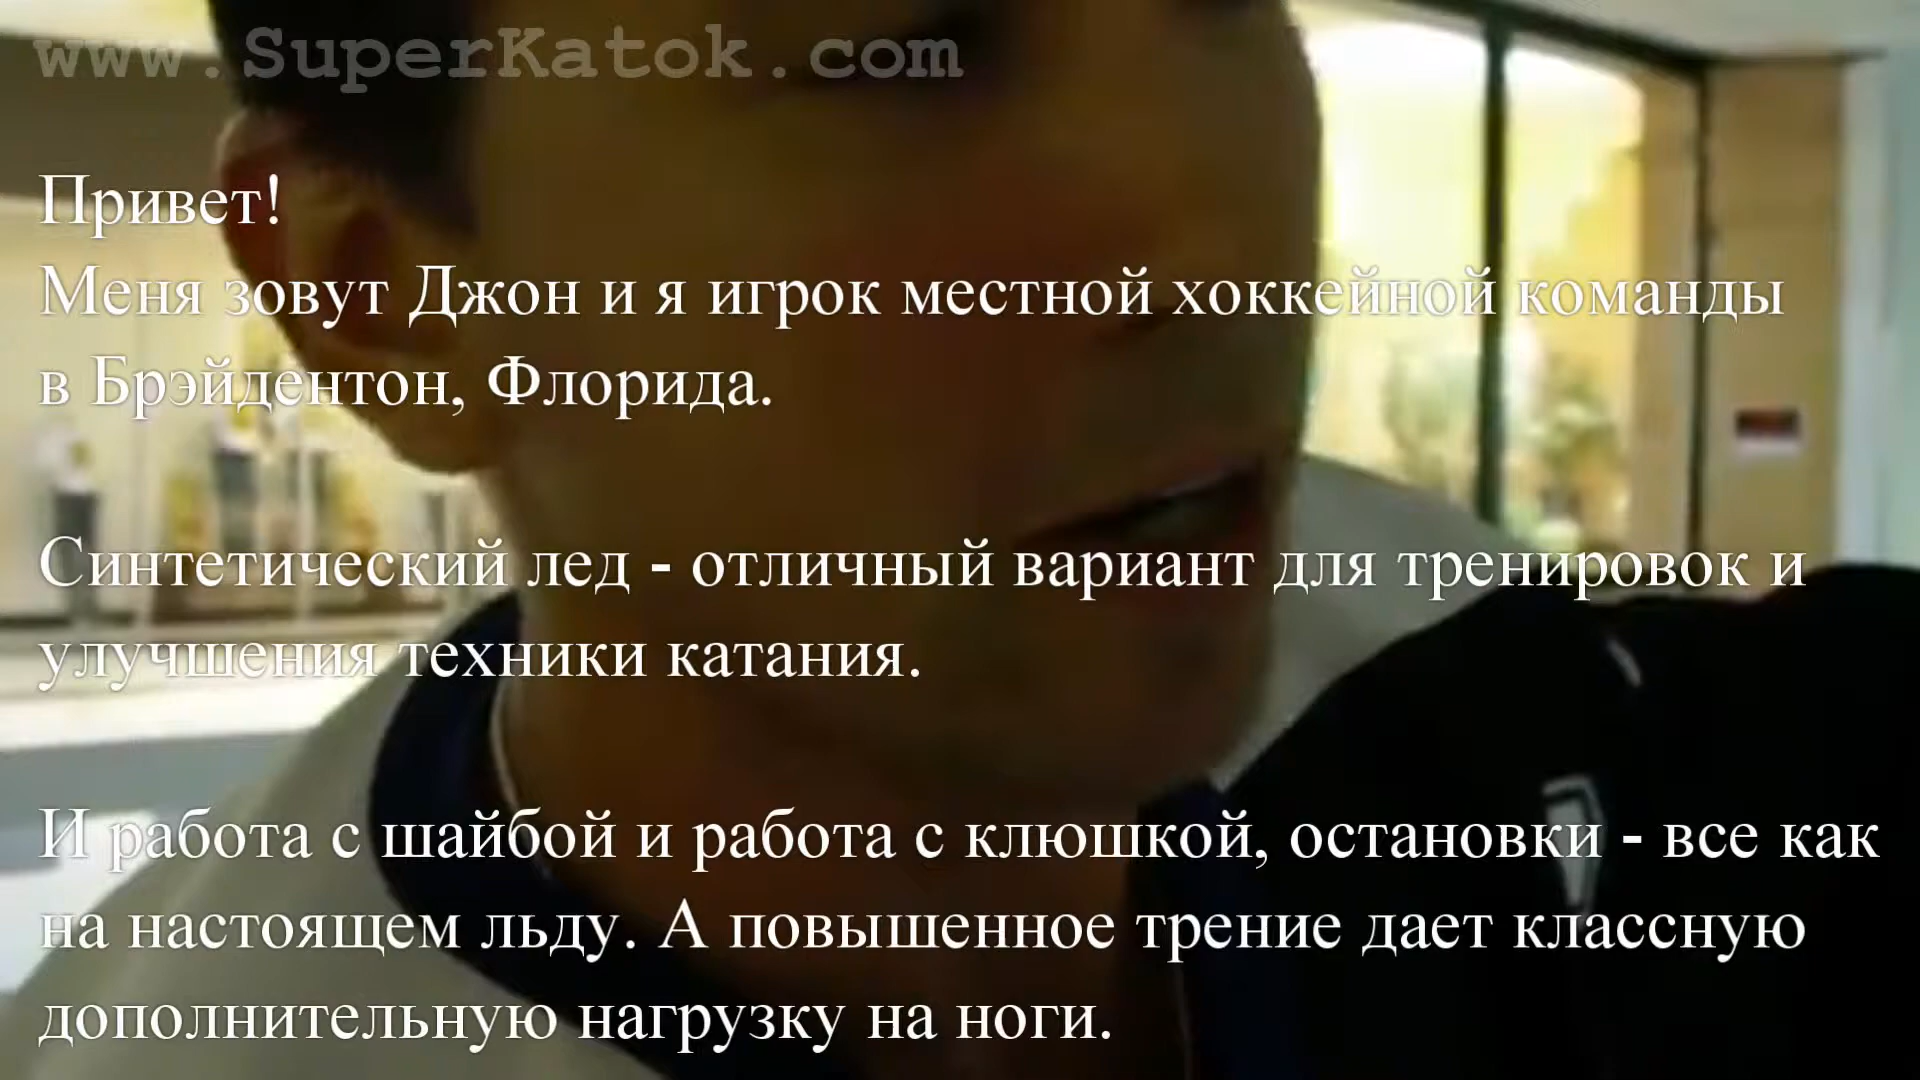 www.SuperKatok.com
Привет!
Меня зовут Джон и я игрок местной хоккейной команды
в Брэйдентон, Флорида.
Синтетический лед - отличный вариант для тренировок и
улучшения техники катания.
И работа с шайбой и работа с клюшкой, остановки - все как
на настоящем льду. А повышенное трение дает классную
дополнительную нагрузку на ноги.